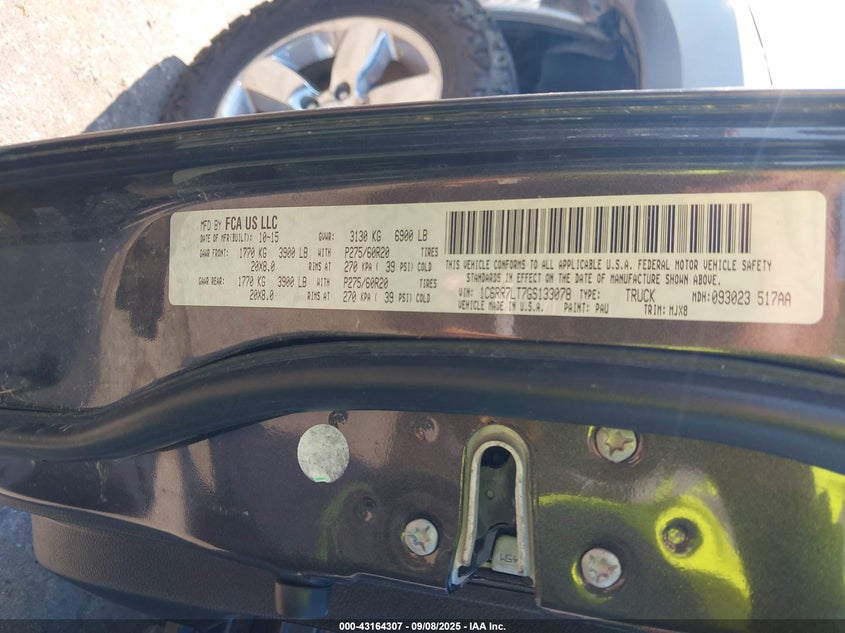 MFD BY FCA US LLC
DATE OF MFR(BUILT): 10-15 GVWR: 3130 KG 6900 LB
GAWR FRONT: 1770 KG 3900 LB WITH P275/60R20 TIRES
20X8.0 RIMS AT 270 KPA ( 39 PSI) COLD
GAWR REAR: 1770 KG 3900 LB WITH P275/60R20 TIRES
20X8.0 RIMS AT 270 KPA ( 39 PSI) COLD
THIS VEHICLE CONFORMS TO ALL APPLICABLE U.S.A. FEDERAL MOTOR VEHICLE SAFETY
STANDARDS IN EFFECT ON THE DATE OF MANUFACTURE SHOWN ABOVE
VIN: 1C6RR7LT7GS133078 TYPE: TRUCK MDH: 093023 517AA
VEHICLE MADE IN U.S.A. PAINT: PAU TRIM: MJX8
000-43164307 - 09/08/2025 - IAA Inc.